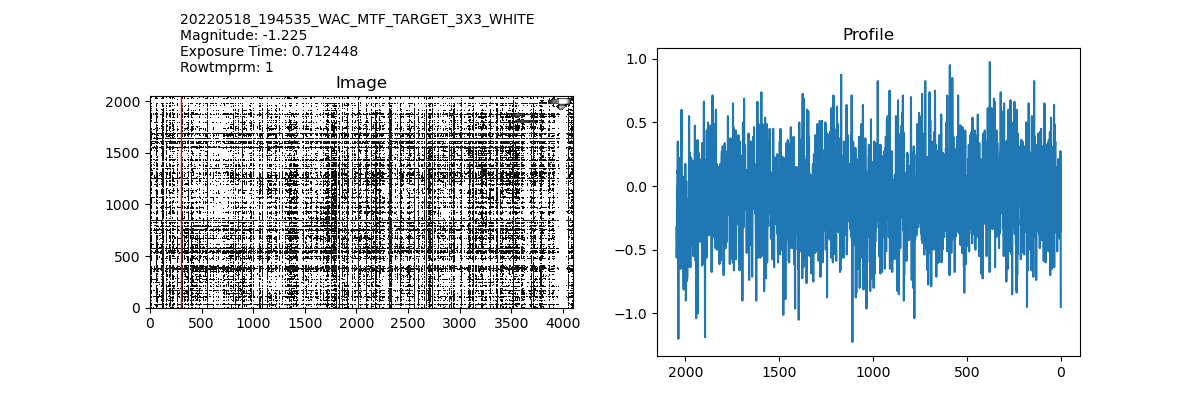 20220518_194535_WAC_MTF_TARGET_3X3_WHITE
Magnitude: -1.225
Exposure Time: 0.712448
Rowtmprm: 1
Image
2000
1500
1000
500
0
0 500 1000 1500 2000 2500 3000 3500 4000
Profile
1.0
0.5
0.0
−0.5
−1.0
2000 1500 1000 500 0